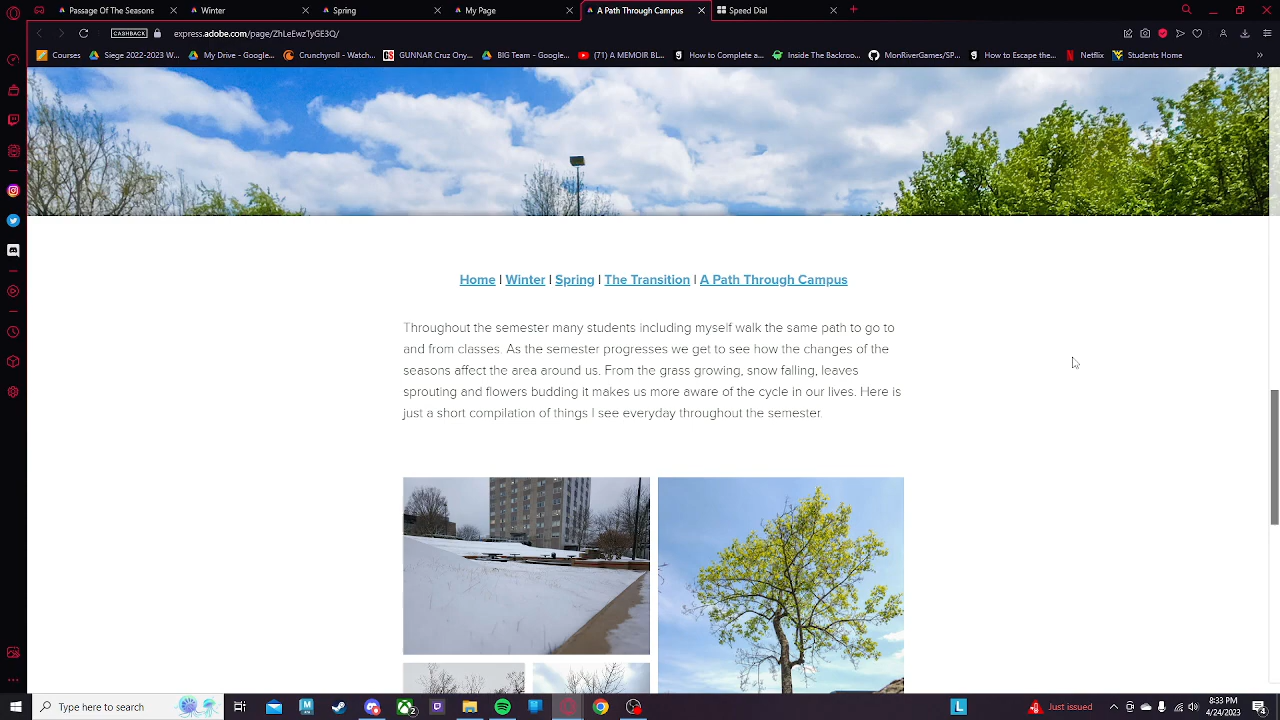 Passage Of The Seasons
Winter
Spring
My Page
A Path Through Campus
Speed Dial
CASHBACK
express.adobe.com/page/ZhLeEwz1yGE3Q/
Courses
Siege 2022-2023 W...
My Drive - Google...
Crunchyroll - Watch...
GS
GUNNAR Cruz Ony...
BIG Team - Google...
(71) A MEMOIR BL...
How to Complete a...
Inside The Backroo...
MonRiverGames/SP...
How to Escape the...
Netflix
Students Home
Home | Winter | Spring | The Transition | A Path Through Campus
Throughout the semester many students including myself walk the same path to go to
and from classes. As the semester progresses we get to see how the changes of the
seasons affect the area around us. From the grass growing, snow falling, leaves
sprouting and flowers budding it makes us more aware of the cycle in our lives. Here is
just a short compilation of things I see everyday throughout the semester.
Type here to search
2
L
Just issued
8:33 PM
4/24/2023